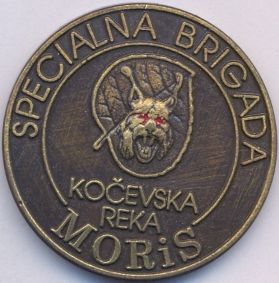 SPECIALNA BRIGADA
KOČEVSKA
REKA
MORiS